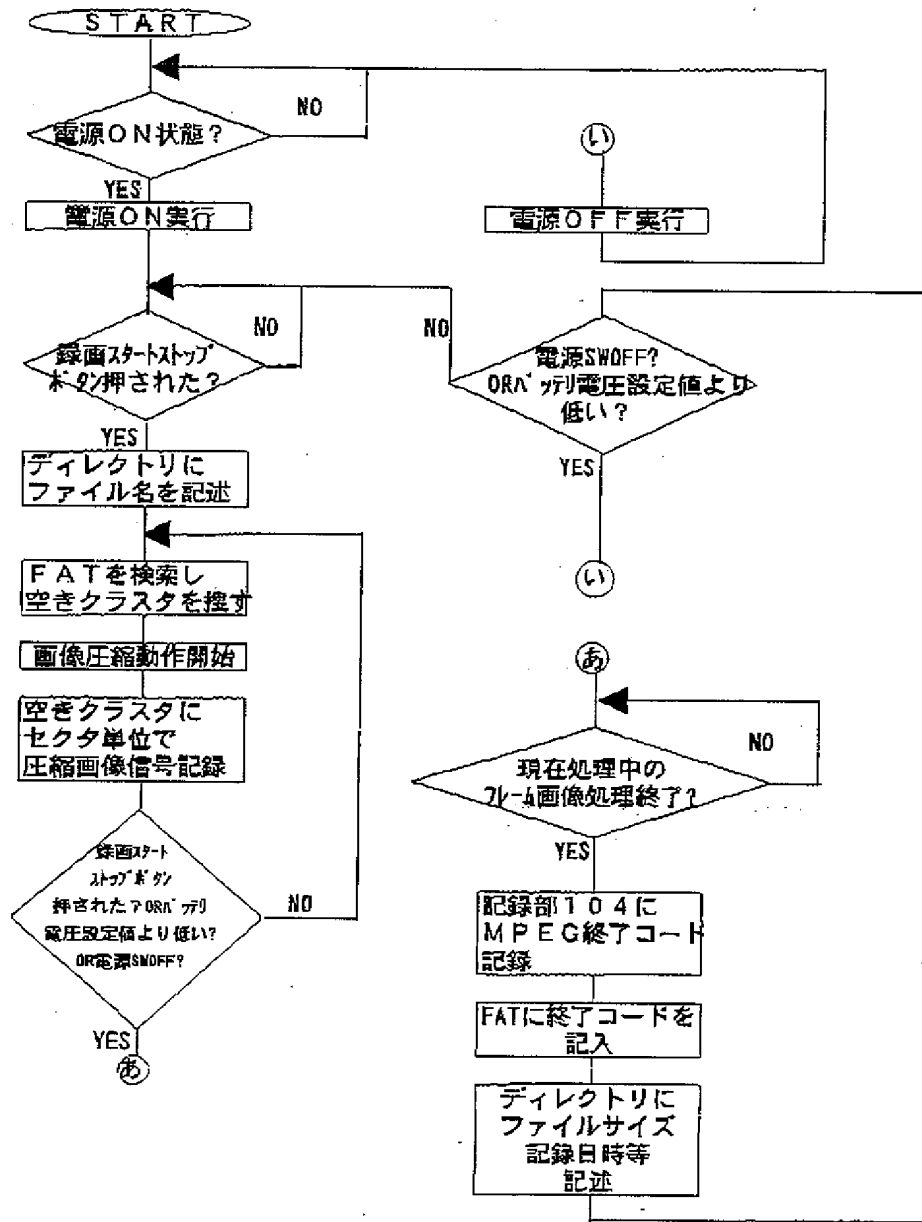 START
電源ON状態?
NO
YES
電源ON実行
録画スタートストップ
ボタン押された?
NO
YES
ディレクトリに
ファイル名を記述
FATを検索し
空きクラスタを捜す
画像圧縮動作開始
空きクラスタに
セクタ単位で
圧縮画像信号記録
録画スタート
ストップボタン
押された?ORバッテリ
電圧設定値より低い?
OR電源SWOFF?
NO
YES
あ
い
電源OFF実行
電源SWOFF?
ORバッテリ電圧設定値より
低い?
NO
YES
い
あ
現在処理中の
フレーム画像処理終了?
NO
YES
記録部104に
MPEG終了コード
記録
FATに終了コードを
記入
ディレクトリに
ファイルサイズ
記録日時等
記述